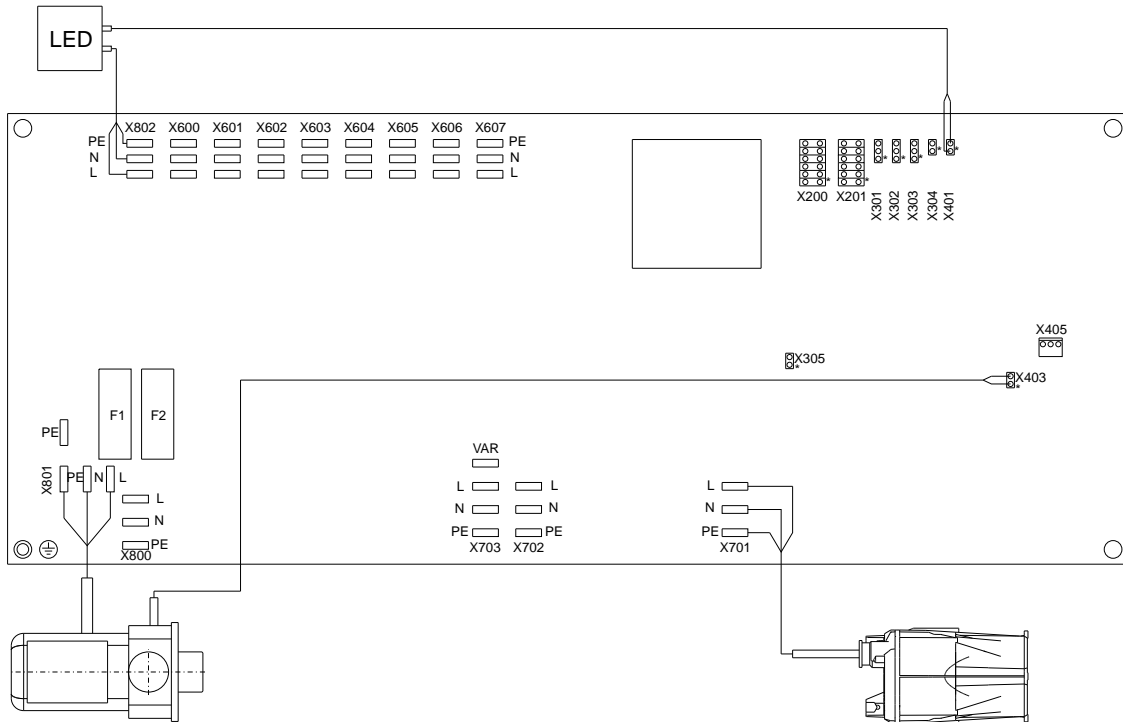 LED
X802 X600 X601 X602 X603 X604 X605 X606 X607
PE PE
N N
L L
* * * * * * *
X200 X201 X301 X302 X303 X304 X401
X405
X305
*
X403
*
F1 F2
PE
VAR
X801 PE N L
L L L L
N N N N
PE PE PE PE
X800 X703 X702 X701